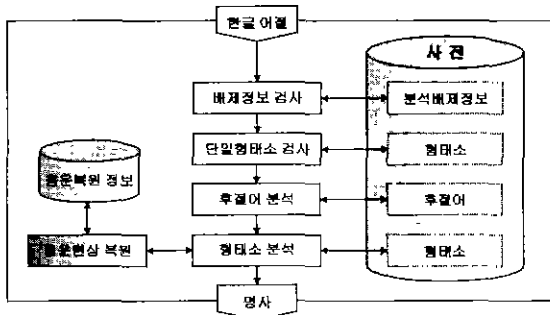 한글 어절
사 전
배제정보 검사
분석배제정보
단일형태소 검사
형태소
음운복원 정보
후절어 분석
후절어
음운현상 복원
형태소 분석
형태소
명사